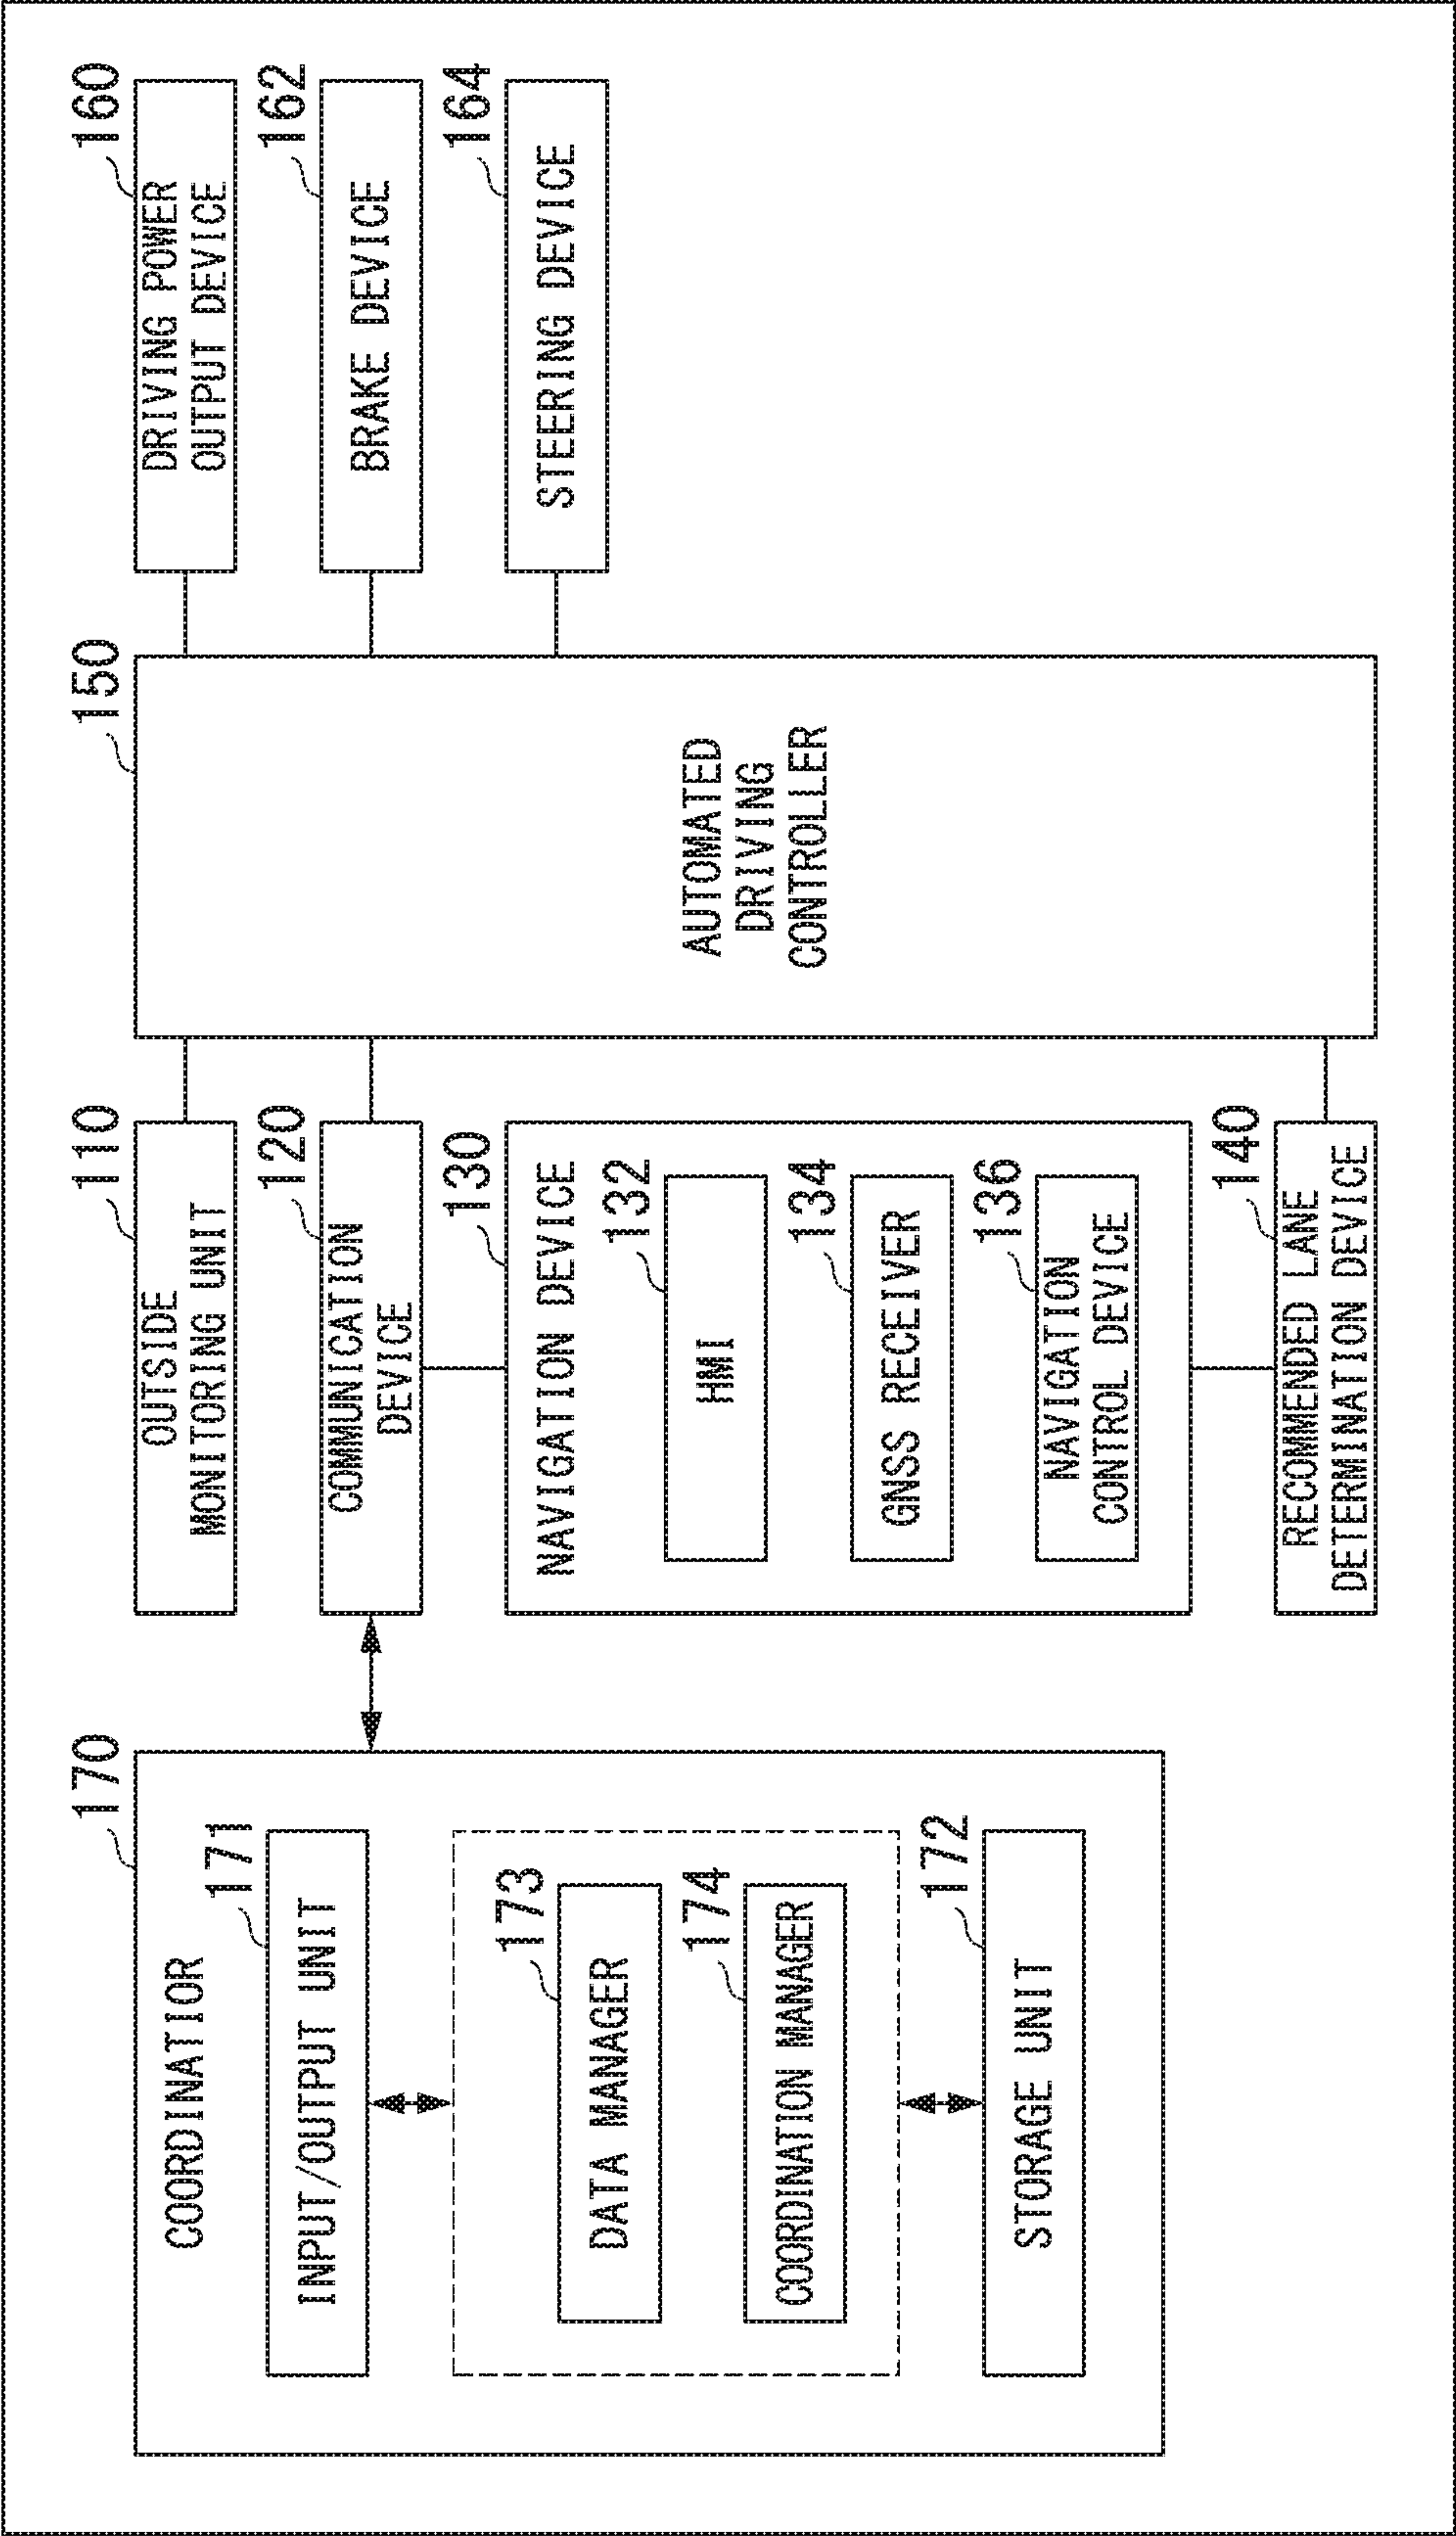 170
COORDINATIOR
171
INPUT/OUTPUT UNIT
173
DATA MANAGER
174
COORDINATION MANAGER
172
STORAGE UNIT
110
OUTSIDE
MONITORING UNIT
120
COMMUNICATION
DEVICE
130
NAVIGATION DEVICE
132
HMI
134
GNSS RECEIVER
136
NAVIGATION
CONTROL DEVICE
140
RECOMMENDED LANE
DETERMINATION DEVICE
150
AUTOMATED
DRIVING
CONTROLLER
160
DRIVING POWER
OUTPUT DEVICE
162
BRAKE DEVICE
164
STEERING DEVICE